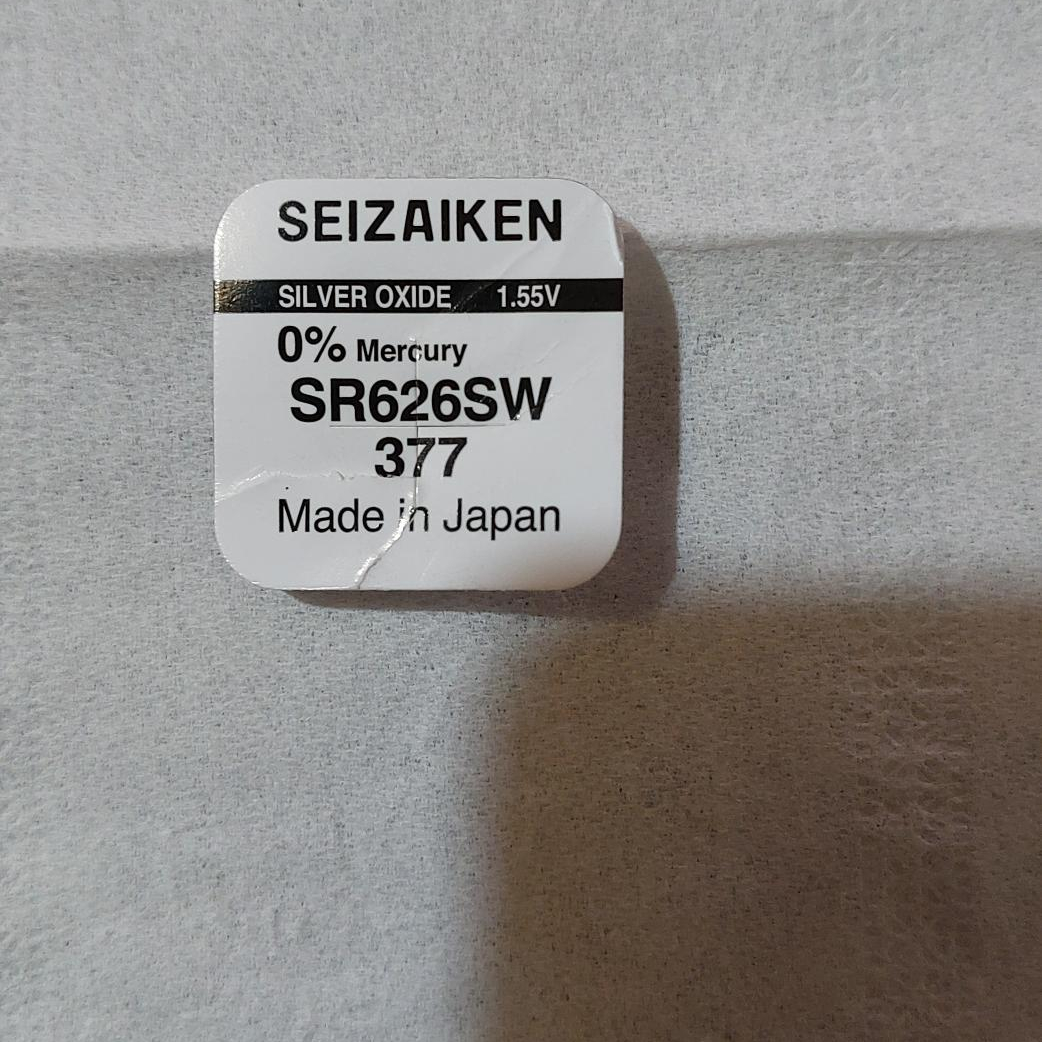 SEIZAIKEN
SILVER OXIDE 1.55V
0% Mercury
SR626SW
377
Made in Japan